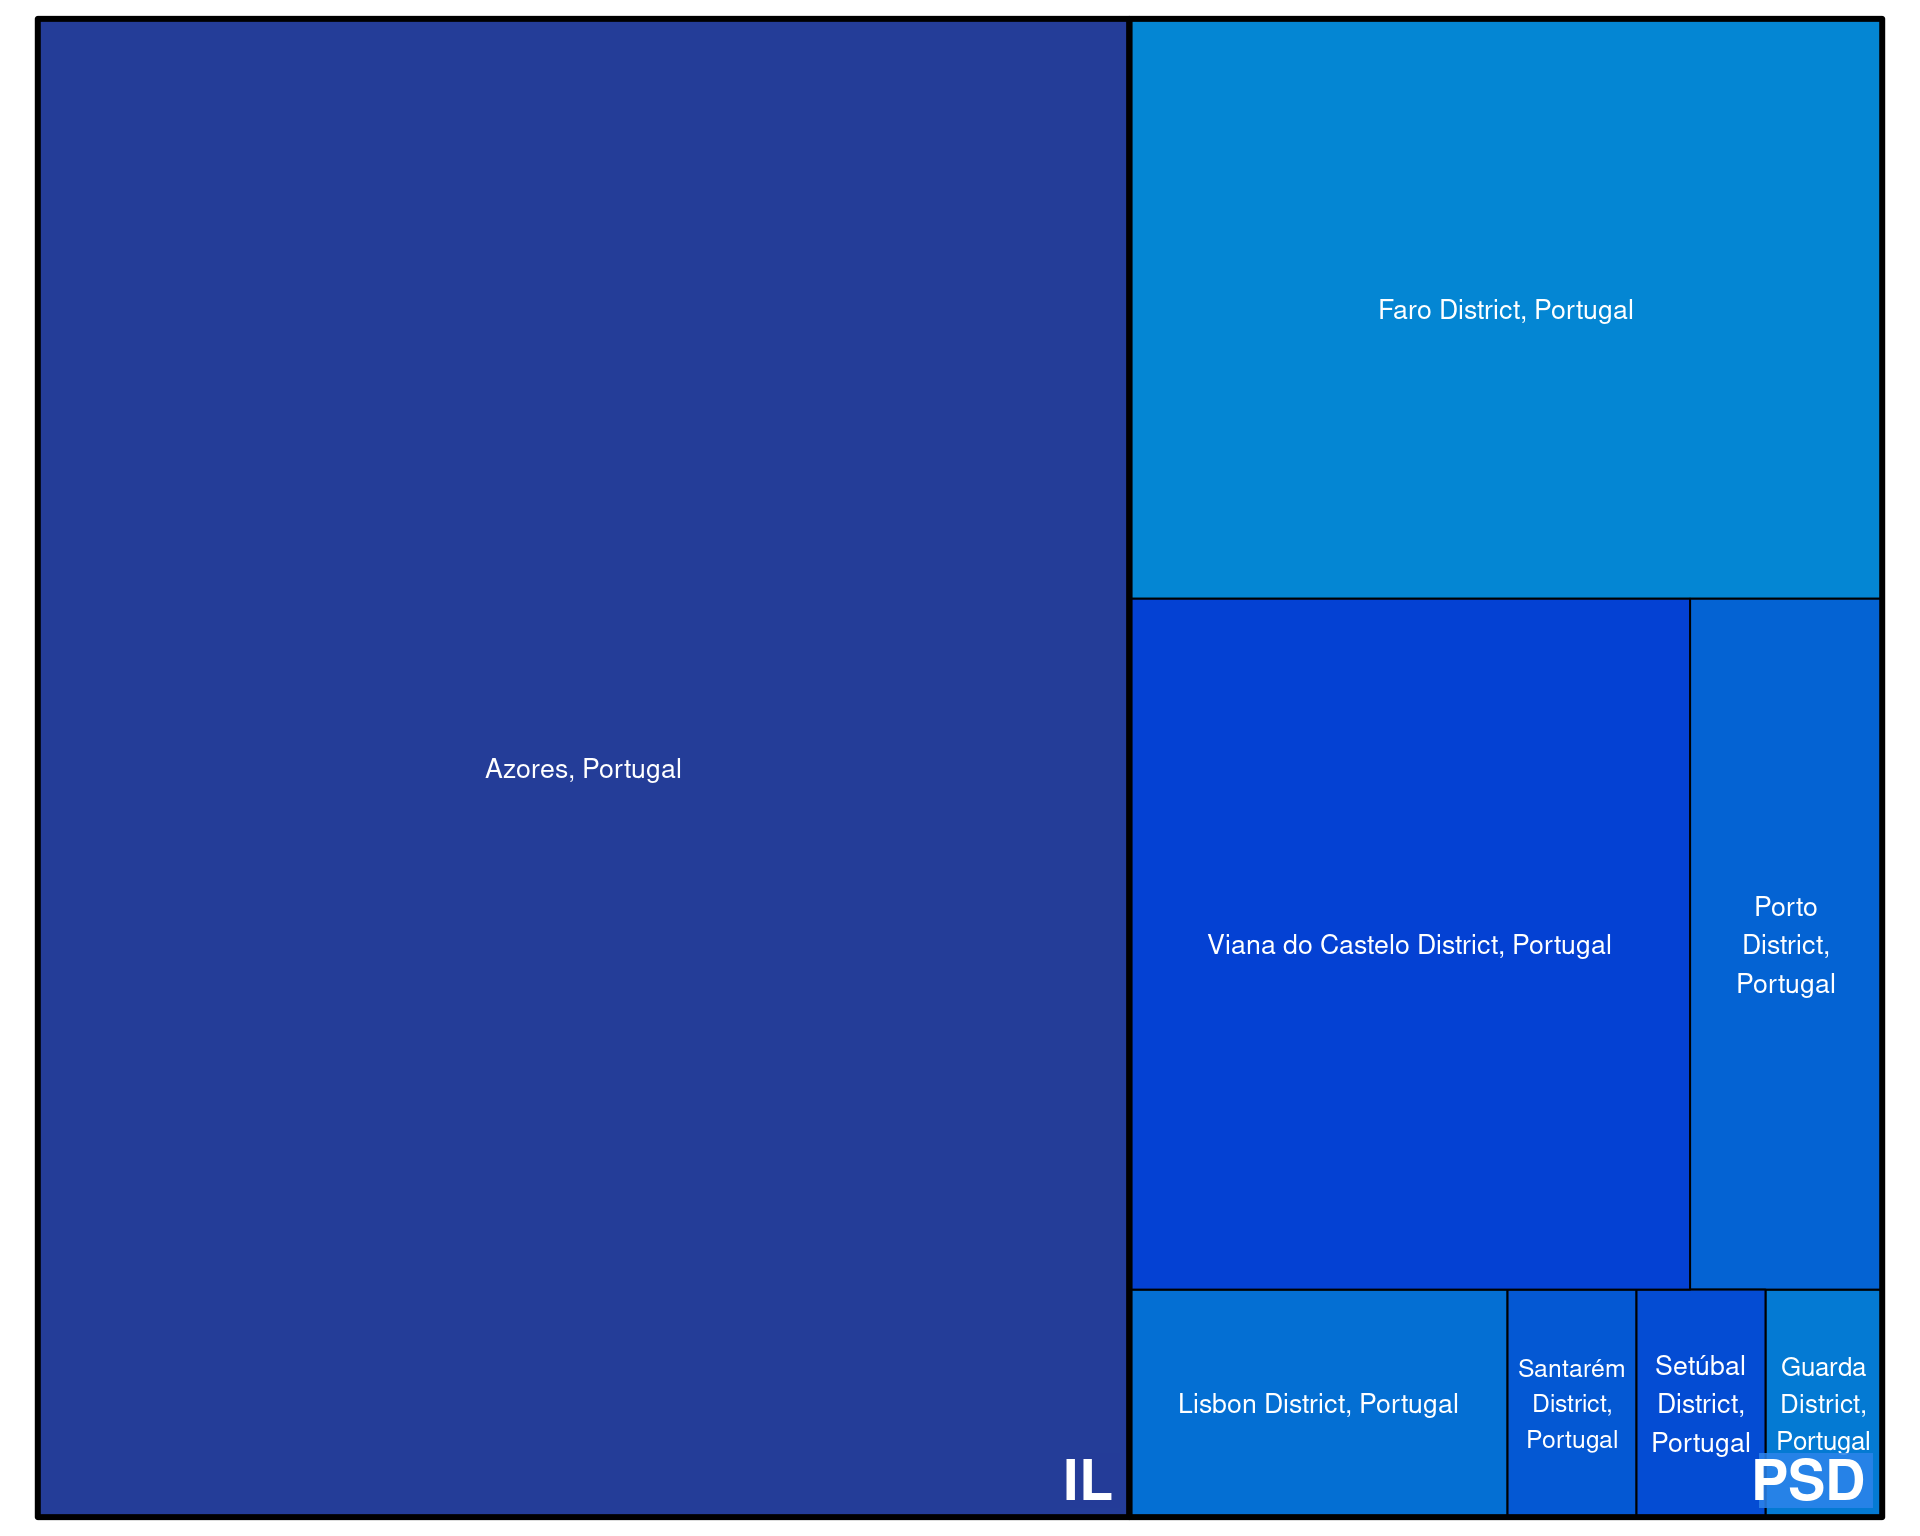 Azores, Portugal
IL
Faro District, Portugal
Viana do Castelo District, Portugal
Porto
District,
Portugal
Lisbon District, Portugal
Santarém
District,
Portugal
Setúbal
District,
Portugal
Guarda
District,
Portugal
PSD